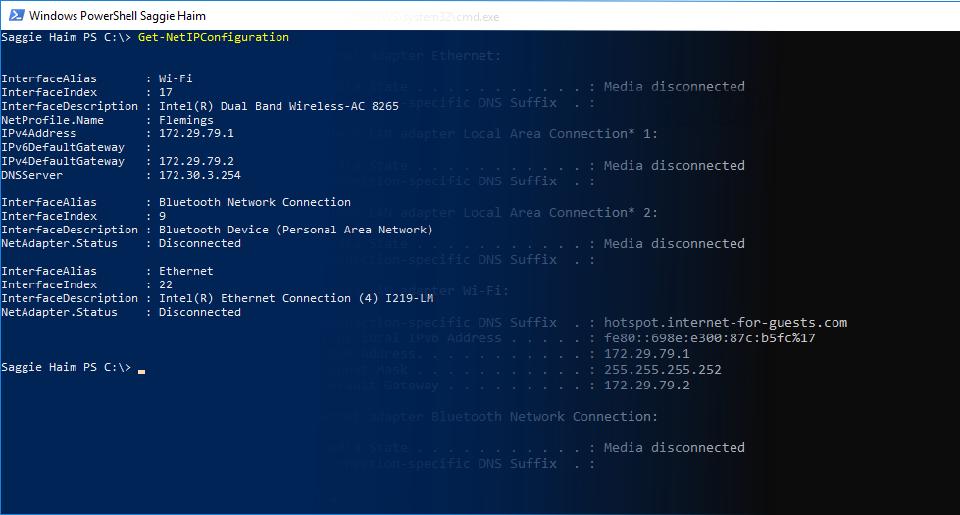 Windows PowerShell Saggie Haim
\system32\cmd.exe
Saggie Haim PS C:\> Get-NetIPConfiguration
InterfaceAlias : Wi-Fi
InterfaceIndex : 17
InterfaceDescription : Intel(R) Dual Band Wireless-AC 8265
NetProfile.Name : Flemings
IPv4Address : 172.29.79.1
IPv6DefaultGateway :
IPv4DefaultGateway : 172.29.79.2
DNSServer : 172.30.3.254
InterfaceAlias : Bluetooth Network Connection
InterfaceIndex : 9
InterfaceDescription : Bluetooth Device (Personal Area Network)
NetAdapter.Status : Disconnected
InterfaceAlias : Ethernet
InterfaceIndex : 22
InterfaceDescription : Intel(R) Ethernet Connection (4) I219-LM
NetAdapter.Status : Disconnected
Saggie Haim PS C:\>
adapter Ethernet:
State . . . . . . . . . . . : Media disconnected
DNS Suffix . :
adapter Local Area Connection* 1:
State . . . . . . . . . . . : Media disconnected
DNS Suffix . :
adapter Local Area Connection* 2:
. . . . . . . . . . : Media disconnected
DNS Suffix . :
adapter Wi-Fi:
DNS Suffix . : hotspot.internet-for-guests.com
IPv6 Address . . . . . : fe80::698e:e300:87c:b5fc%17
Address. . . . . . . . . . : 172.29.79.1
Mask . . . . . . . . . . : 255.255.255.252
Gateway . . . . . . . . . : 172.29.79.2
adapter Bluetooth Network Connection:
State . . . . . . . . . . . : Media disconnected
DNS Suffix . :